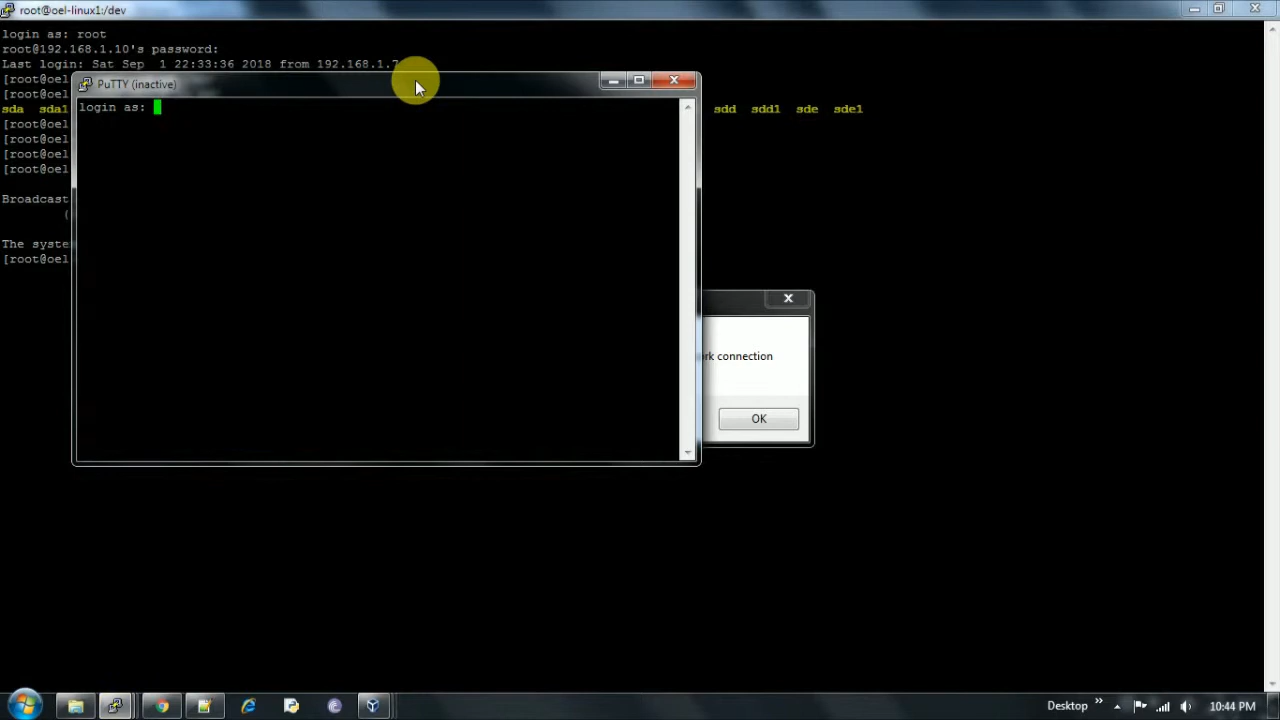 root@oel-linux1:/dev
login as: root
root@192.168.1.10's password:
Last login: Sat Sep  1 22:33:36 2018 from 192.168.1.7
[root@oel
PuTTY (inactive)
[root@oel
login as:
sda  sda1
sdd  sdd1  sde  sde1
[root@oel
[root@oel
[root@oel
[root@oel
Broadcast
(
The syste
[root@oel
connection
OK
Desktop
10:44 PM